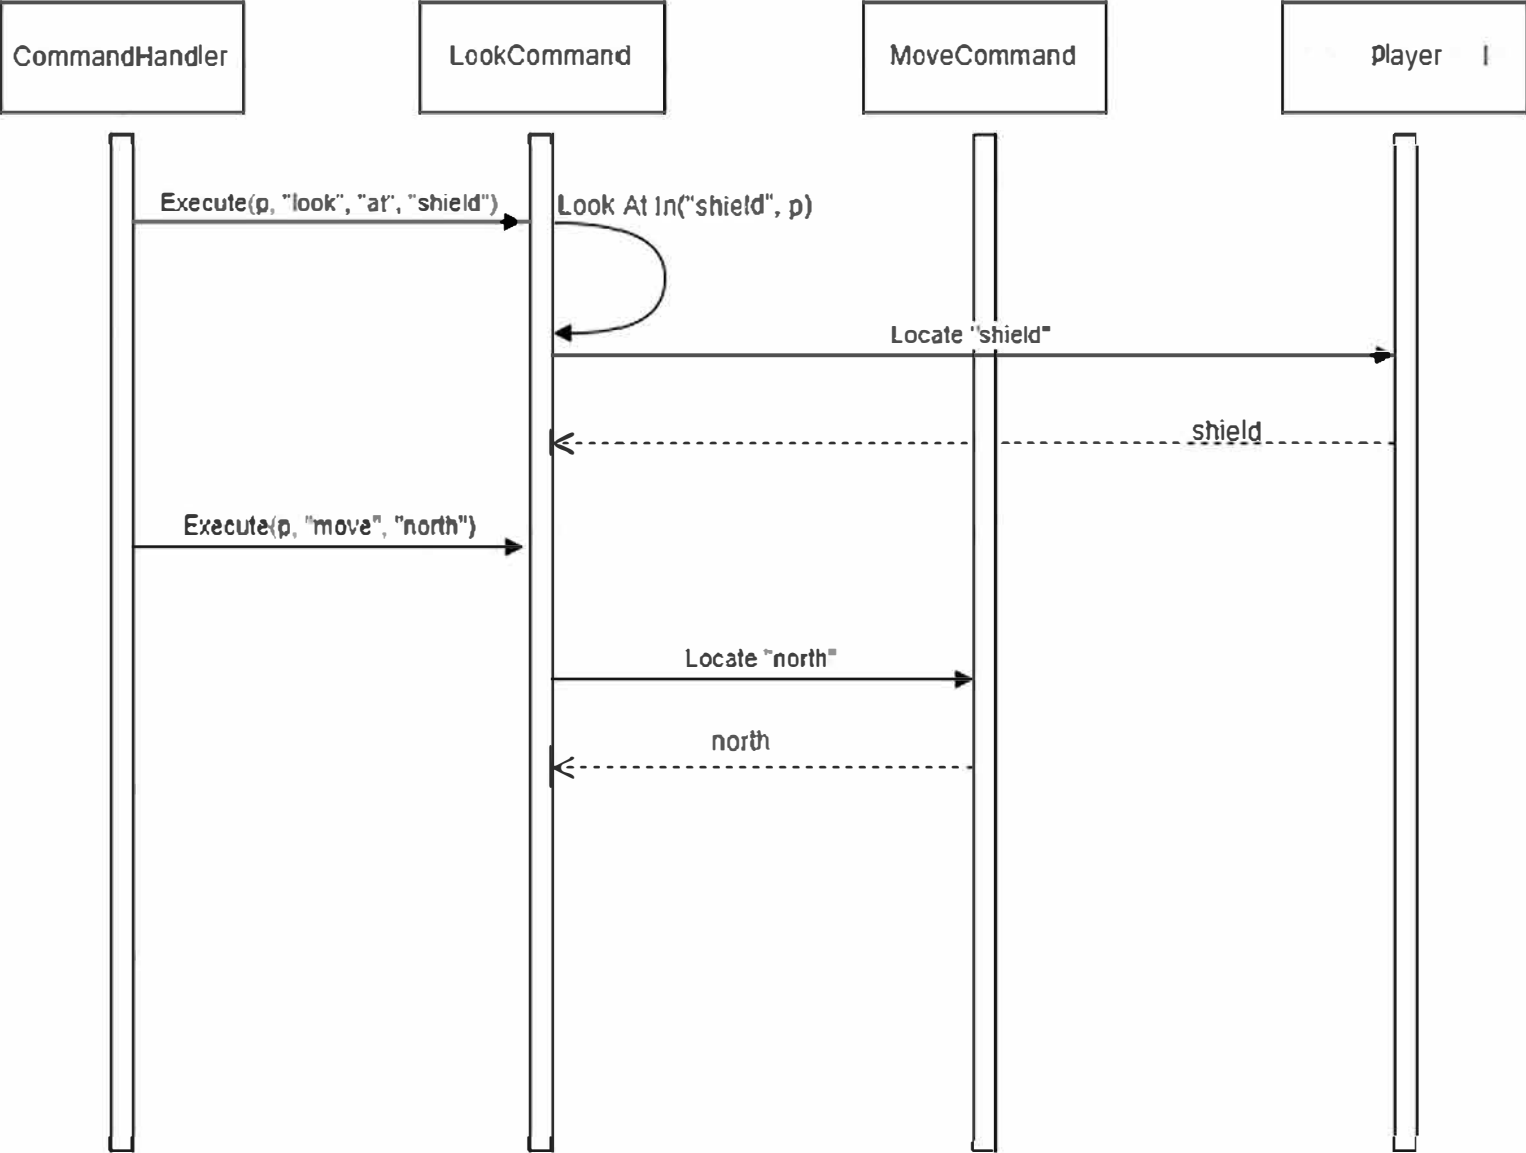 CommandHandler
LookCommand
MoveCommand
Player
Execute(p, "look", "at", "shield")
Look At In("shield", p)
Locate "shield"
shield
Execute(p, "move", "north")
Locate "north"
north